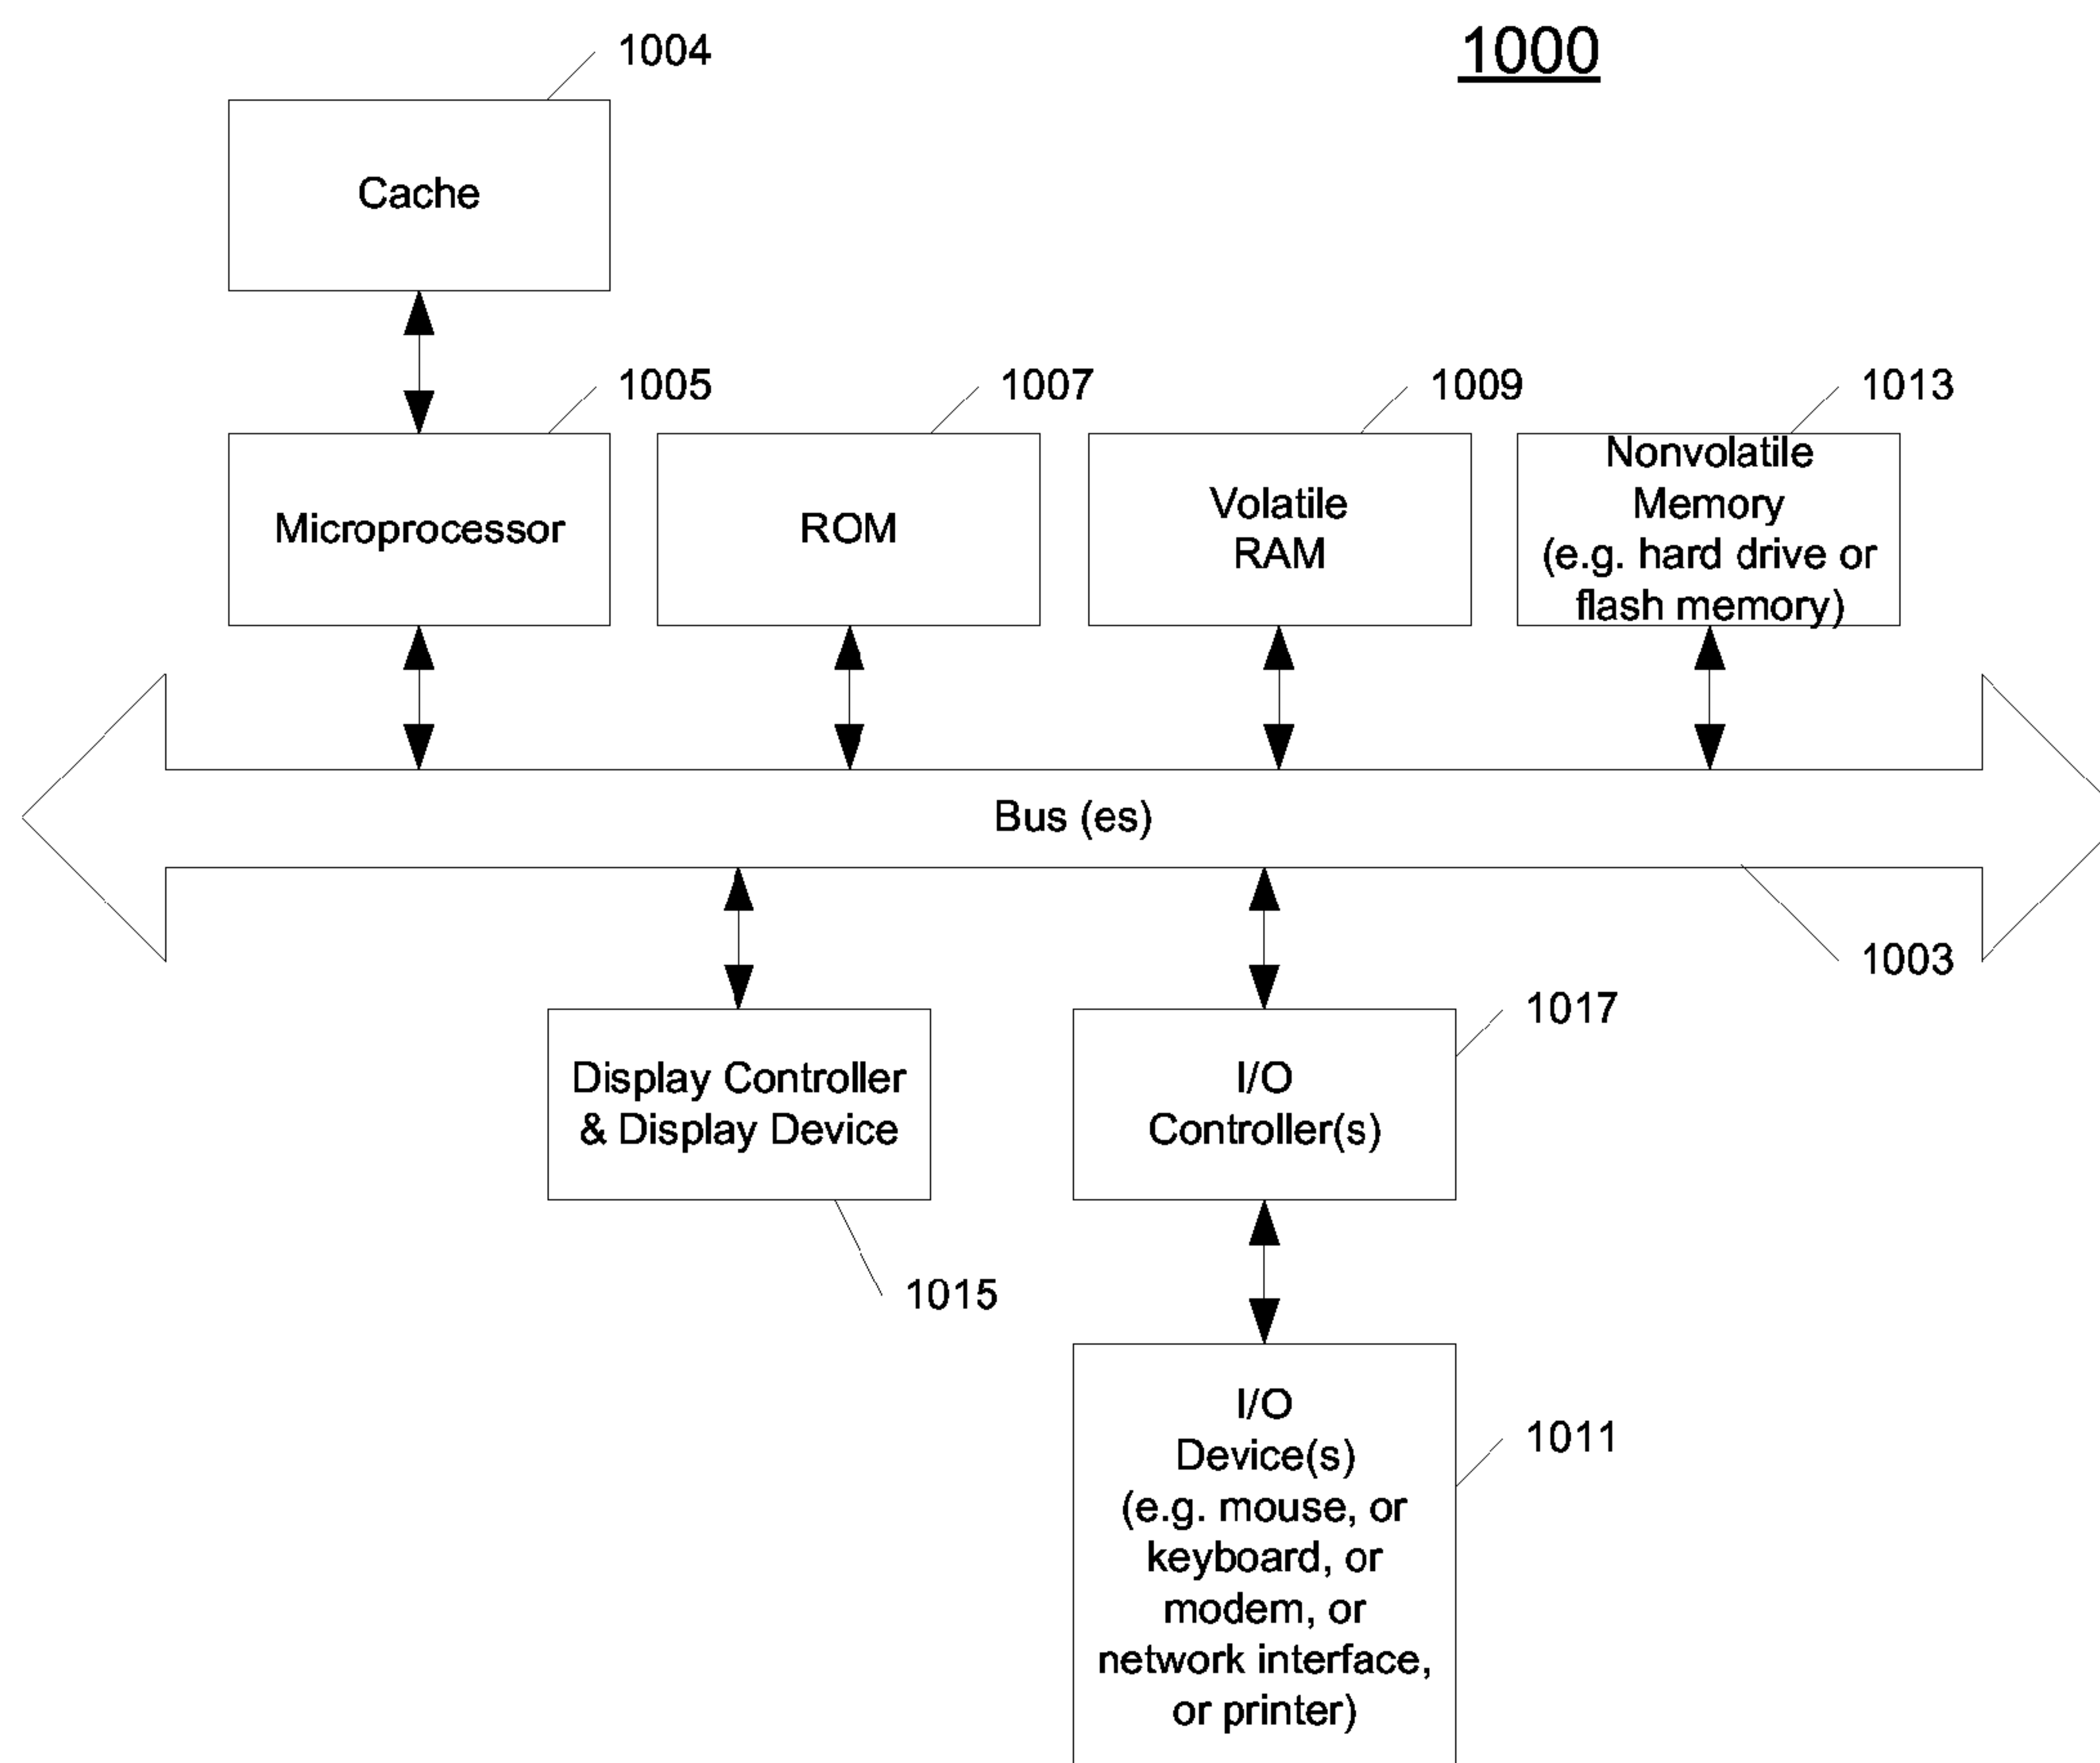 1004
1000
Cache
1005
1007
1009
1013
Microprocessor
ROM
Volatile
RAM
Nonvolatile
Memory
(e.g. hard drive or
flash memory)
Bus (es)
1003
1017
Display Controller
& Display Device
I/O
Controller(s)
1015
1011
I/O
Device(s)
(e.g. mouse, or
keyboard, or
modem, or
network interface,
or printer)